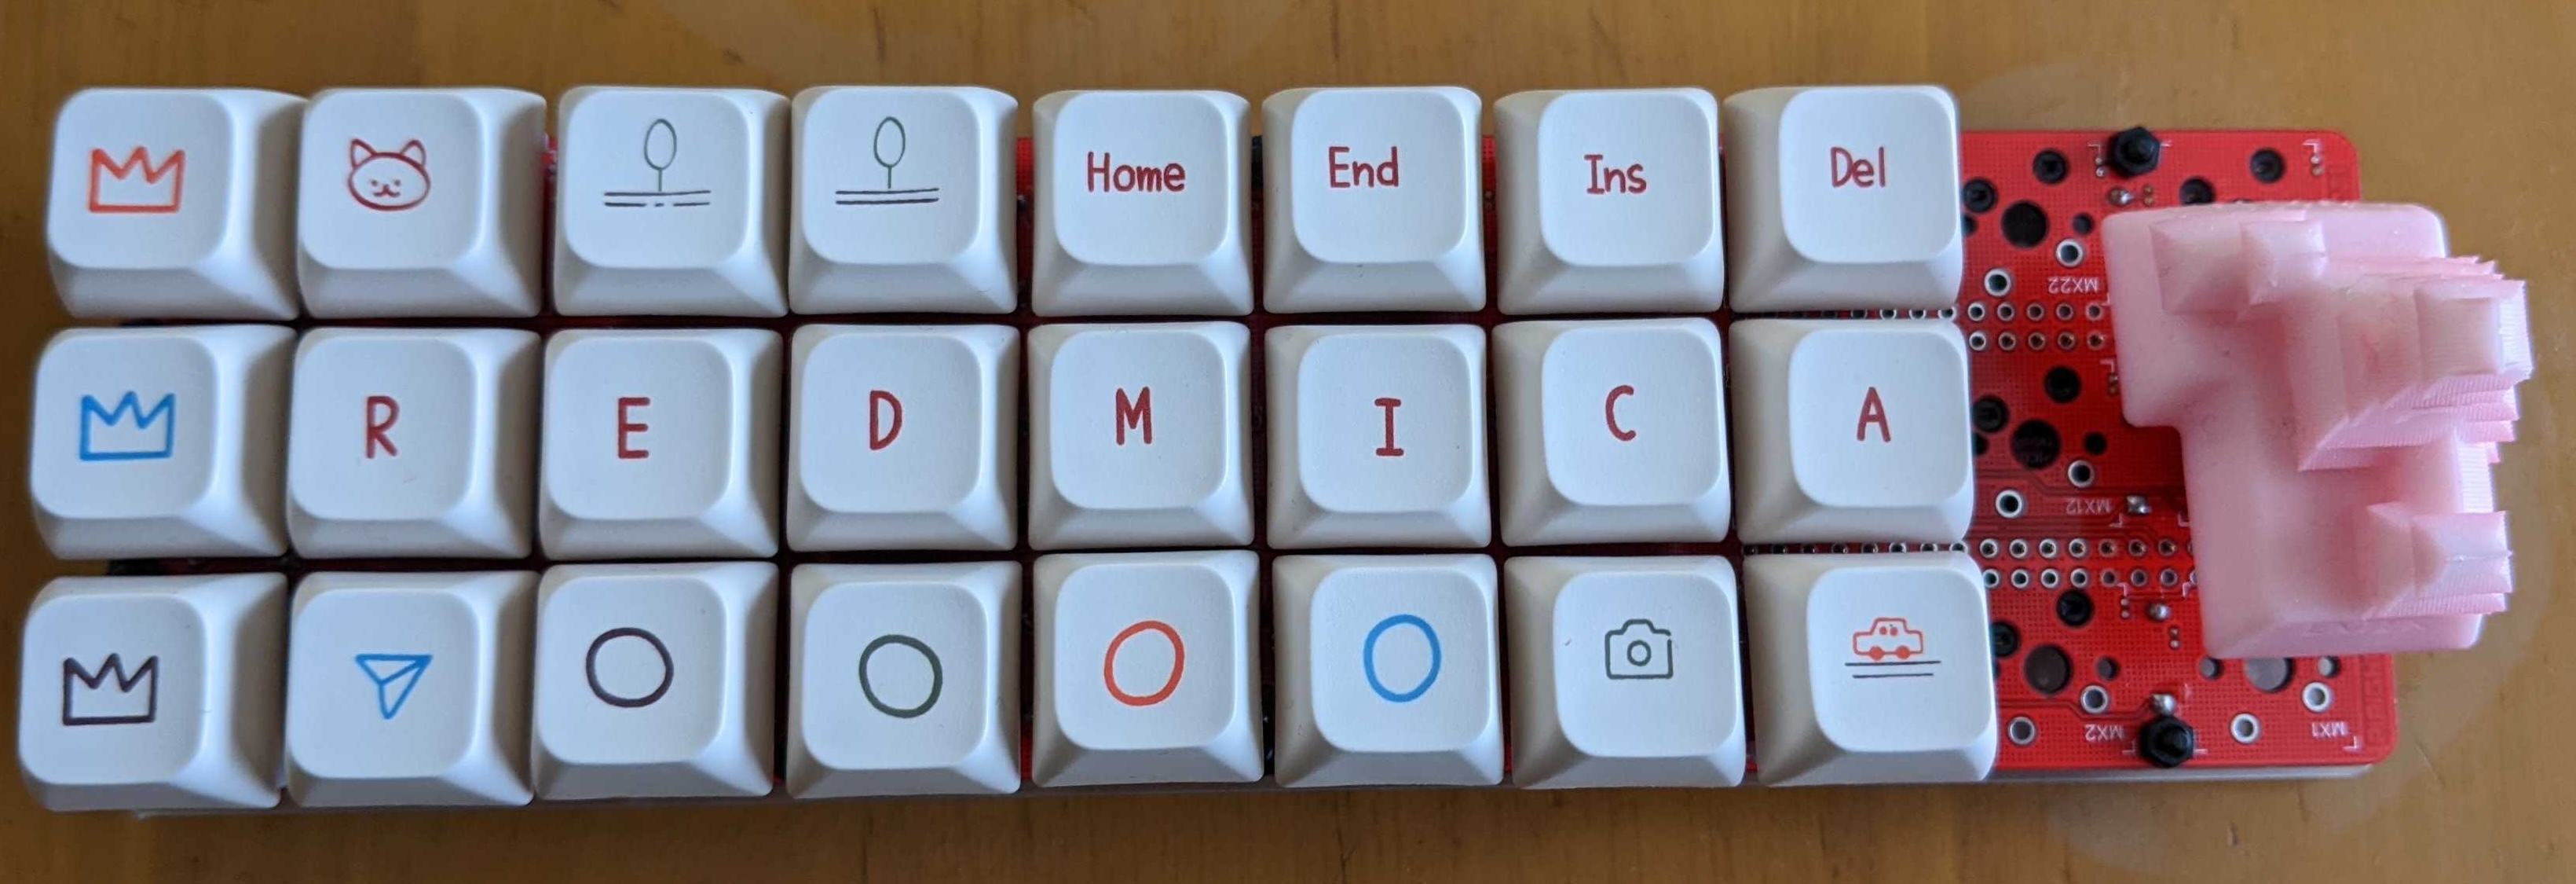 Home End Ins Del
MX22
R E D M I C A
MX12
MX2 MX1